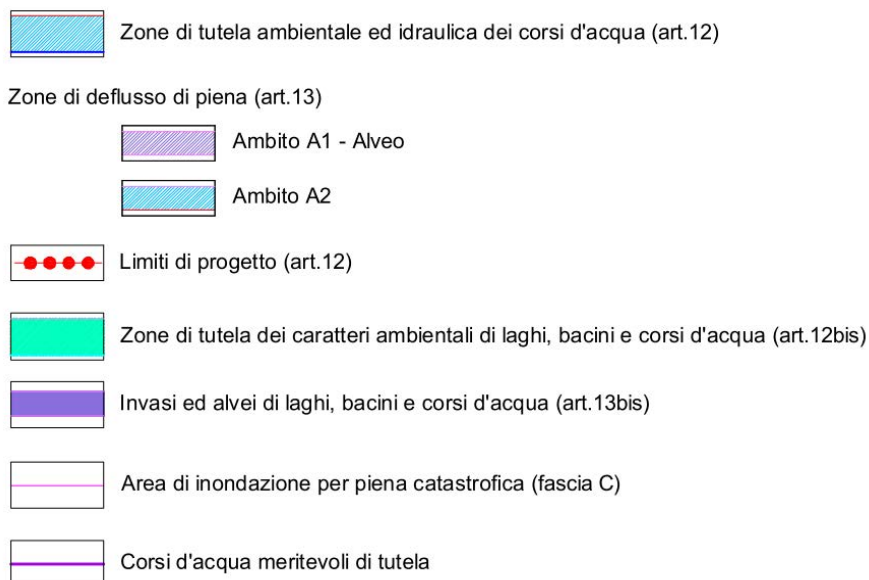 Zone di tutela ambientale ed idraulica dei corsi d'acqua (art.12)
Zone di deflusso di piena (art.13)
Ambito A1 - Alveo
Ambito A2
Limiti di progetto (art.12)
Zone di tutela dei caratteri ambientali di laghi, bacini e corsi d'acqua (art.12bis)
Invasi ed alvei di laghi, bacini e corsi d'acqua (art.13bis)
Area di inondazione per piena catastrofica (fascia C)
Corsi d'acqua meritevoli di tutela